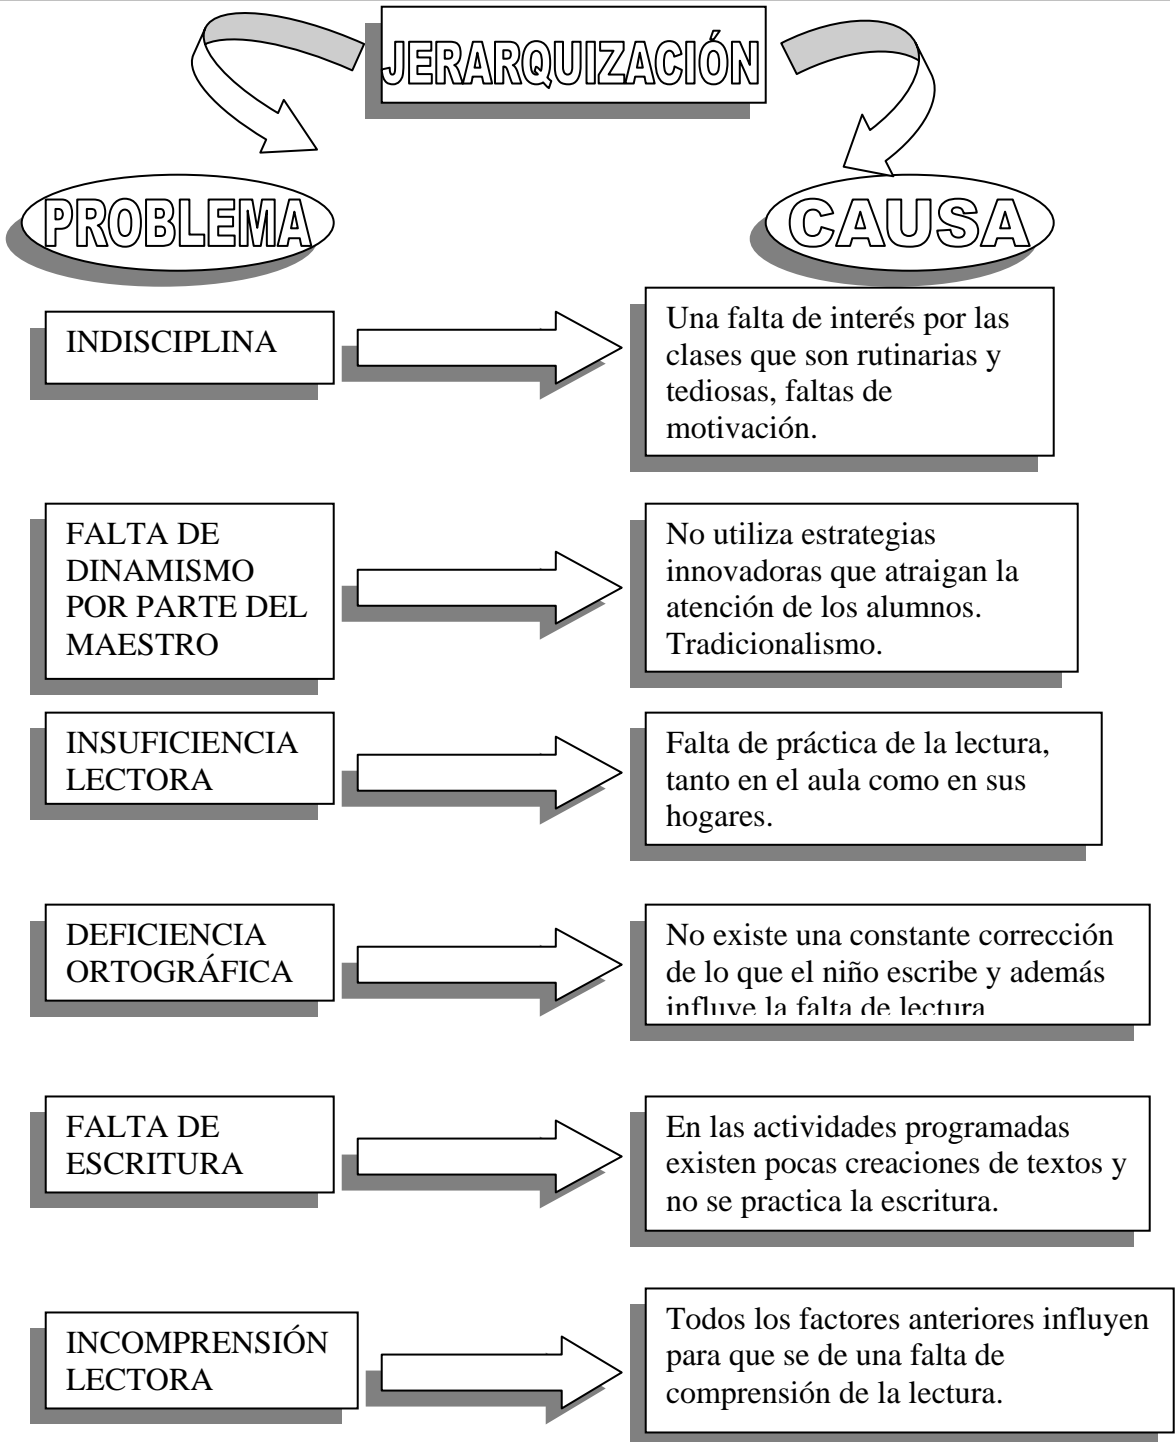 JERARQUIZACIÓN
PROBLEMA
CAUSA
INDISCIPLINA
Una falta de interés por las
clases que son rutinarias y
tediosas, faltas de
motivación.
FALTA DE
DINAMISMO
POR PARTE DEL
MAESTRO
No utiliza estrategias
innovadoras que atraigan la
atención de los alumnos.
Tradicionalismo.
INSUFICIENCIA
LECTORA
Falta de práctica de la lectura,
tanto en el aula como en sus
hogares.
DEFICIENCIA
ORTOGRÁFICA
No existe una constante corrección
de lo que el niño escribe y además
influye la falta de lectura
FALTA DE
ESCRITURA
En las actividades programadas
existen pocas creaciones de textos y
no se practica la escritura.
INCOMPRENSIÓN
LECTORA
Todos los factores anteriores influyen
para que se de una falta de
comprensión de la lectura.